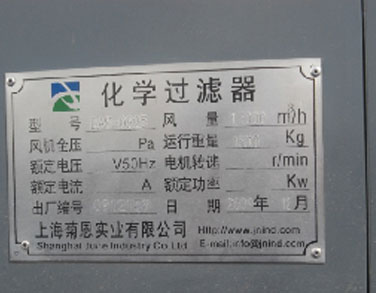 化学过滤器
型 号 风 量 m³/h
风机全压 Pa 运行重量 Kg
额定电压 V50Hz 电机转速 r/min
额定电流 A 额定功率 Kw
出厂编号 日 期 年 月
上海菊恩实业有限公司 Http://www.jnind.com
Shanghai June Industry Co Ltd E-mail:info@jnind.com